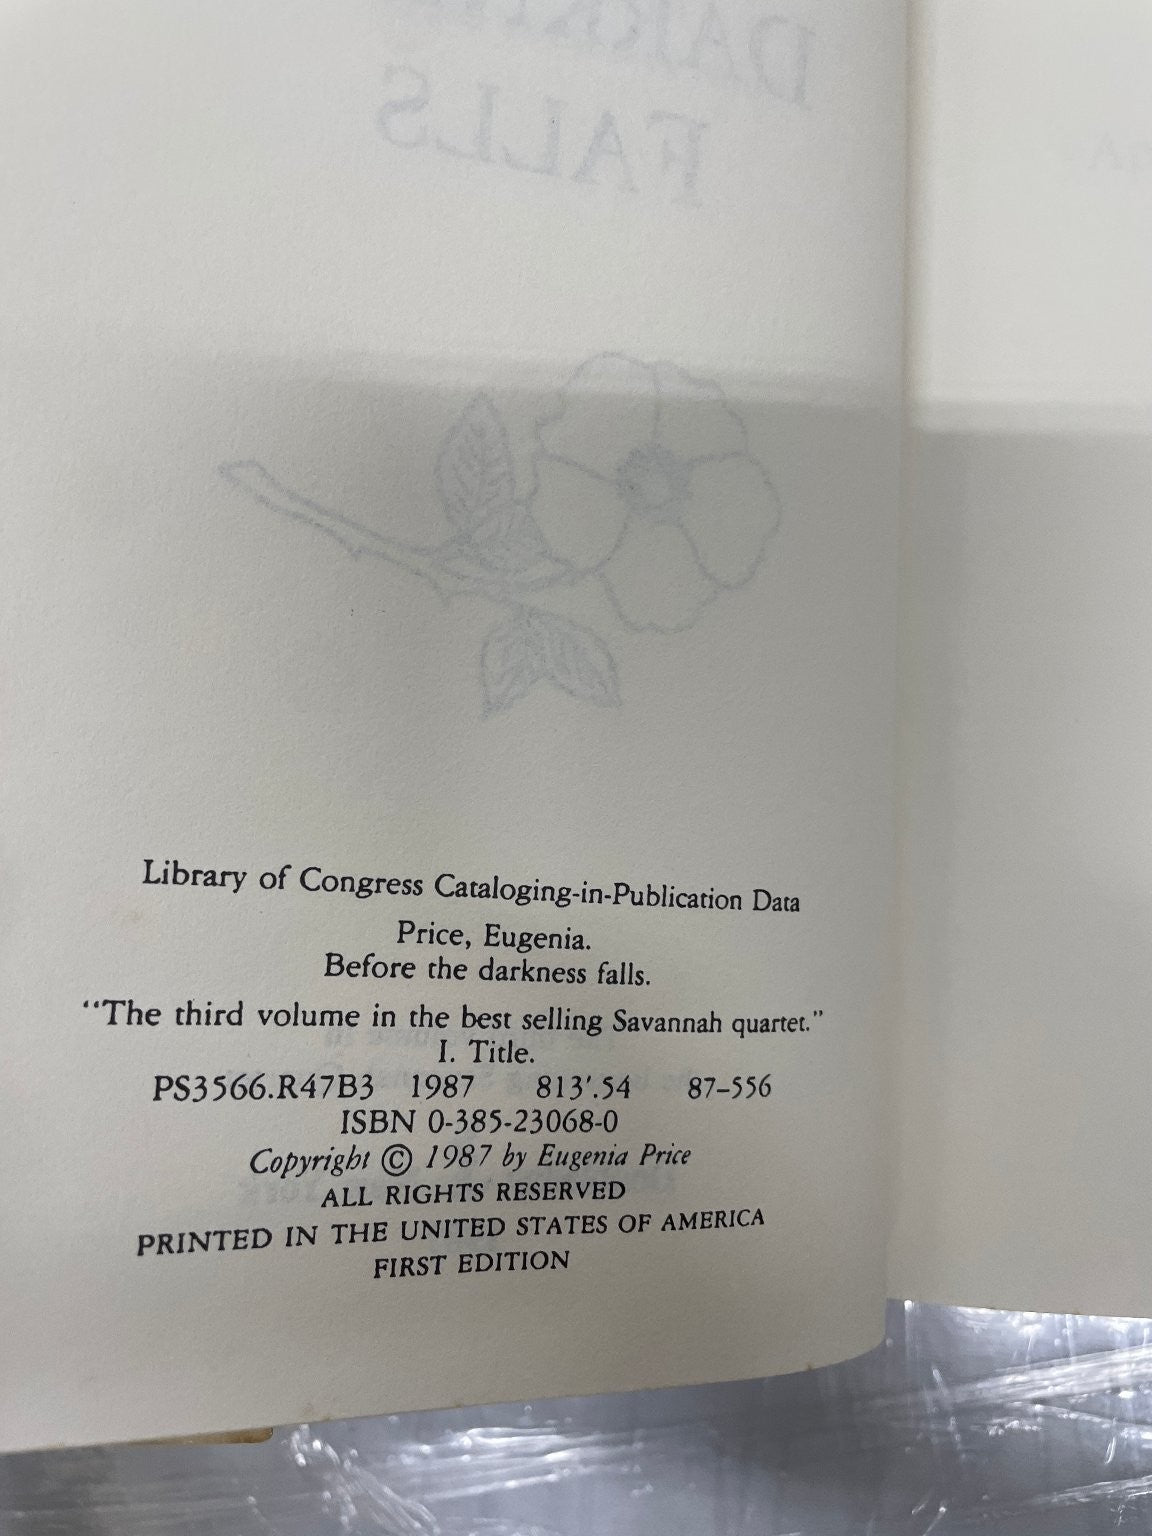 FALLS
Library of Congress Cataloging-in-Publication Data
Price, Eugenia.
Before the darkness falls.
"The third volume in the best selling Savannah quartet."
I. Title.
PS3566.R47B3 1987 813'.54 87–556
ISBN 0-385-23068-0
Copyright © 1987 by Eugenia Price
ALL RIGHTS RESERVED
PRINTED IN THE UNITED STATES OF AMERICA
FIRST EDITION